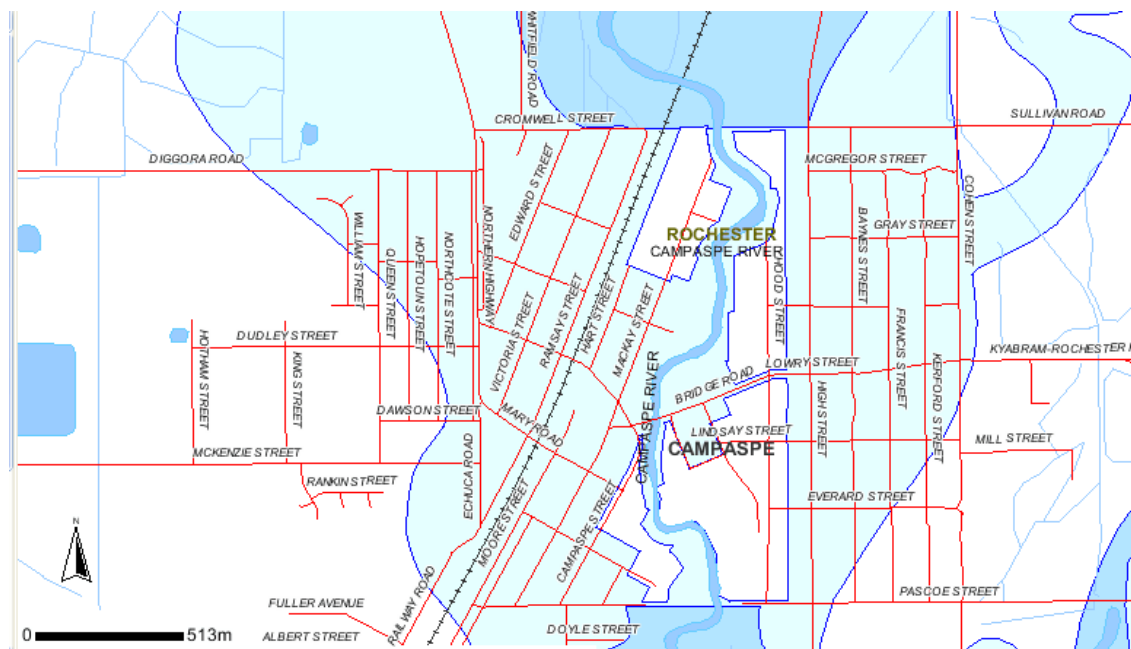 WHITFIELD ROAD
CROMWELL STREET
SULLIVAN ROAD
DIGGORA ROAD
MCGREGOR STREET
EDWARD STREET
COHEN STREET
WILLIAM STREET
QUEEN STREET
HOPETOUN STREET
NORTHCOTE STREET
NORTHERN HIGHWAY
BAYNES STREET
GRAY STREET
ROCHESTER
CAMPASPE RIVER
HOOD STREET
VICTORIA STREET
RAMSAY STREET
HART STREET
MACKAY STREET
FRANCIS STREET
KERFORD STREET
HOTHAM STREET
DUDLEY STREET
KING STREET
KYABRAM-ROCHESTER R
LOWRY STREET
BRIDGE ROAD
HIGH STREET
CAMPASPE RIVER
DAWSON STREET
MARY ROAD
LINDSAY STREET
MILL STREET
CAMPASPE
MCKENZIE STREET
ECHUCA ROAD
RANKIN STREET
MOORE STREET
CAMPASPE STREET
EVERARD STREET
N
RAILWAY ROAD
FULLER AVENUE
PASCOE STREET
0 513m
ALBERT STREET
DOYLE STREET